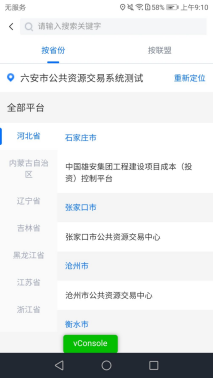 无服务
58% 上午9:10
请输入搜索关键字
按省份
按联盟
六安市公共资源交易系统测试
重新定位
全部平台
河北省
内蒙古自治
区
辽宁省
吉林省
黑龙江省
江苏省
浙江省
石家庄市
中国雄安集团工程建设项目成本（投
资）控制平台
张家口市
张家口市公共资源交易中心
沧州市
沧州市公共资源交易中心
衡水市
vConsole